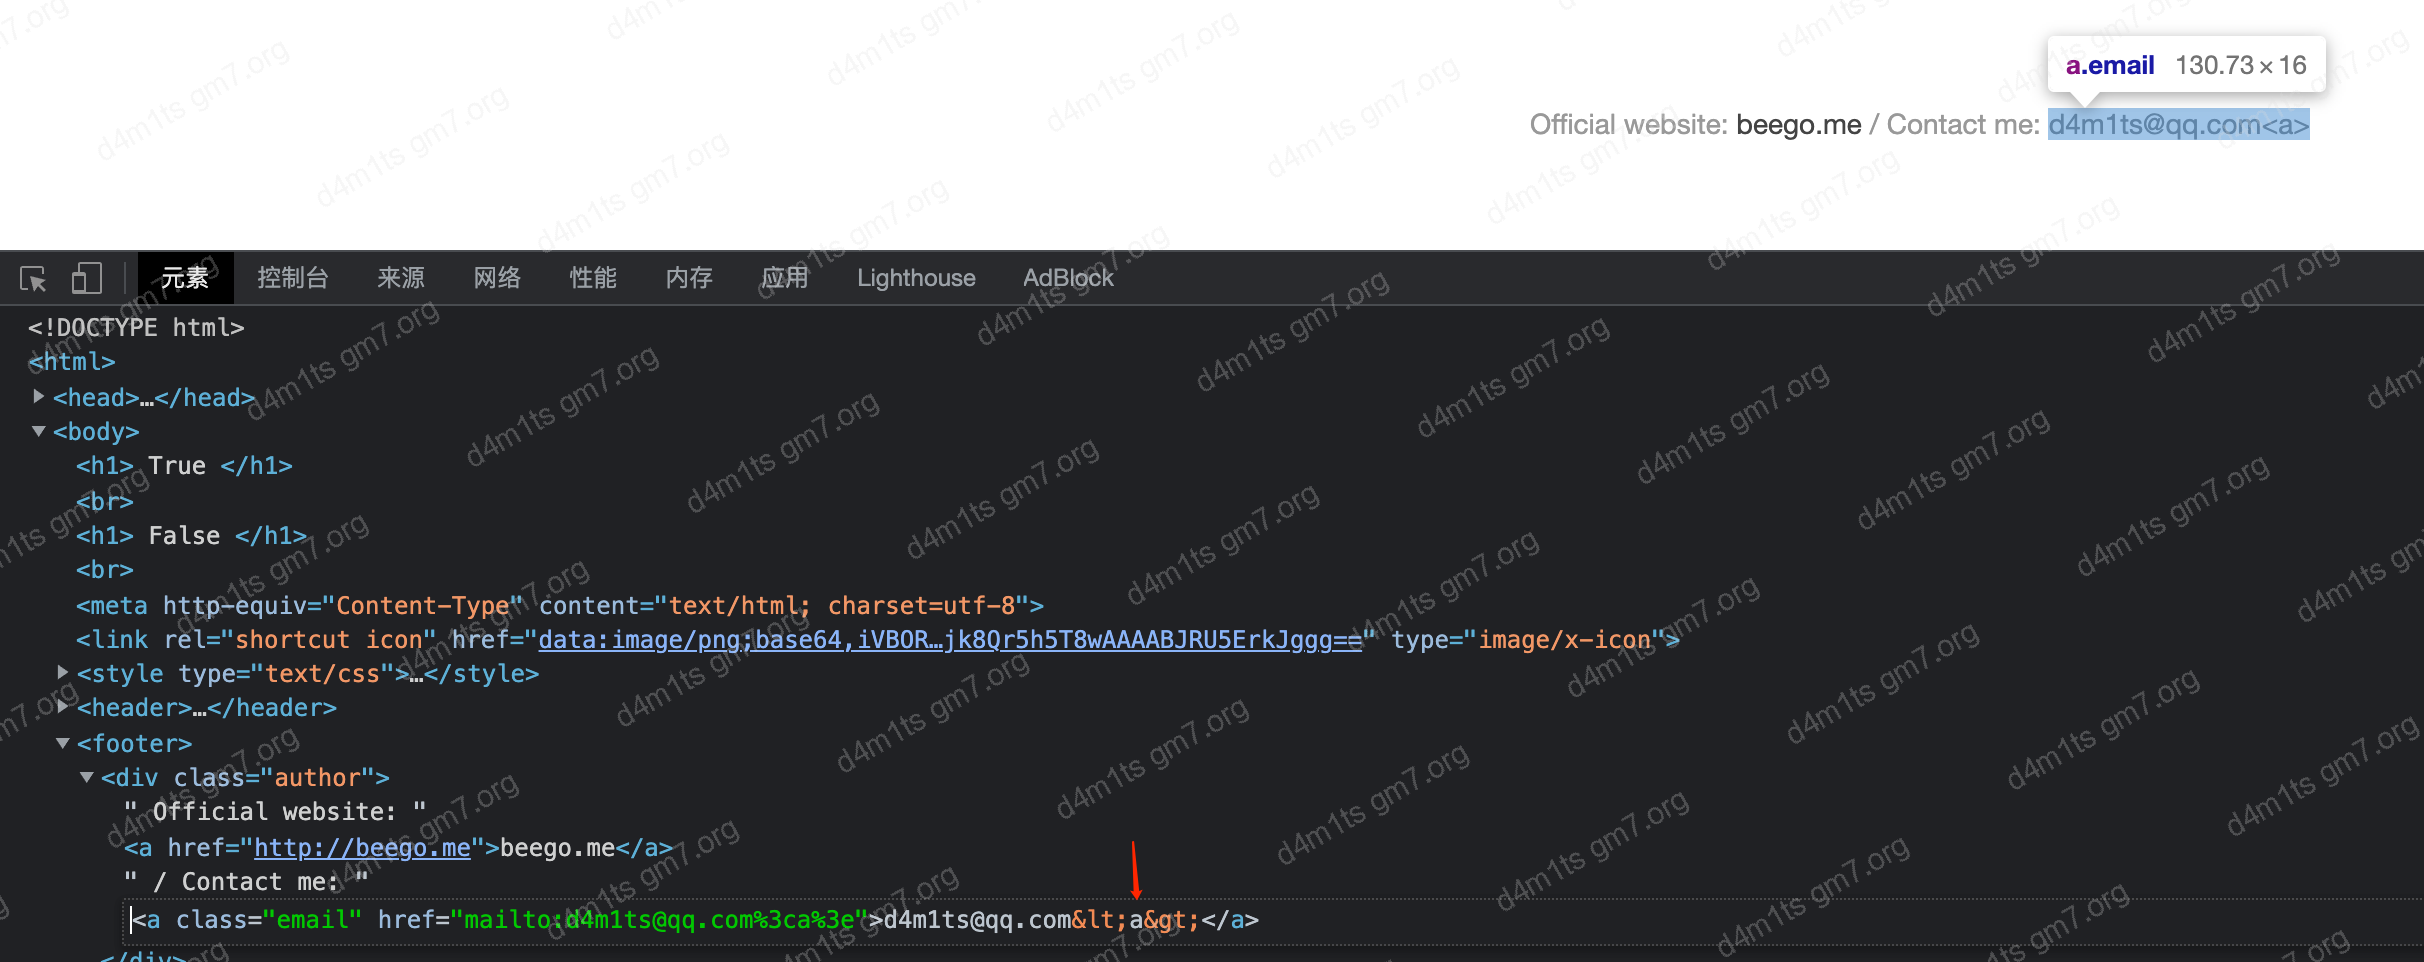 a.email 130.73 × 16
Official website: beego.me / Contact me: d4m1ts@qq.com<a>
元素 控制台 来源 网络 性能 内存 应用 Lighthouse AdBlock
<!DOCTYPE html>
<html>
<head>…</head>
<body>
<h1> True </h1>
<br>
<h1> False </h1>
<br>
<meta http-equiv="Content-Type" content="text/html; charset=utf-8">
<link rel="shortcut icon" href="data:image/png;base64,iVBOR…jk8Qr5h5T8wAAAABJRU5ErkJggg==" type="image/x-icon">
<style type="text/css">…</style>
<header>…</header>
<footer>
<div class="author">
" Official website: "
<a href="http://beego.me">beego.me</a>
" / Contact me: "
<a class="email" href="mailto:d4m1ts@qq.com%3ca%3e">d4m1ts@qq.com&lt;a&gt;</a>
</div>
d4m1ts gm7.org